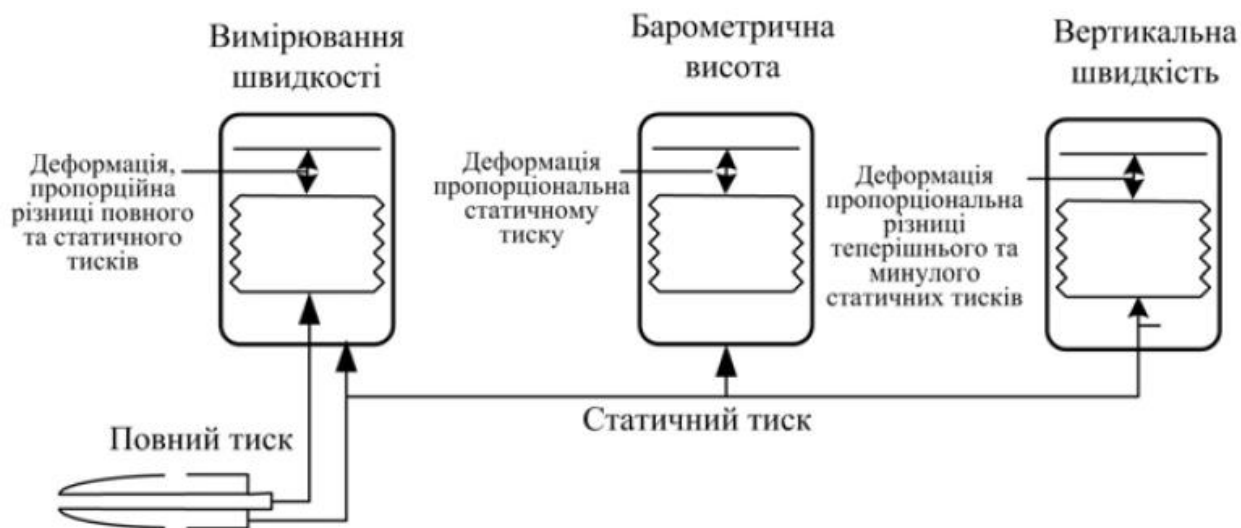 Вимірювання
швидкості
Барометрична
висота
Вертикальна
швидкість
Деформація,
пропорційна
різниці повного
та статичного
тисків
Деформація
пропорціональна
статичному
тиску
Деформація
пропорціональна
різниці
теперішнього та
минулого
статичних тисків
Статичний тиск
Повний тиск